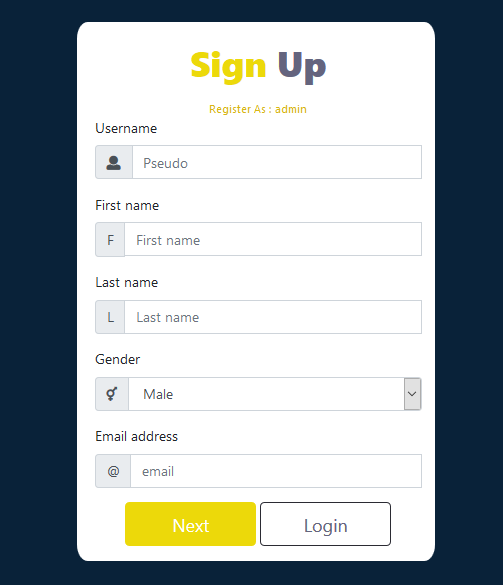 Sign Up
Register As : admin
Username
Pseudo
First name
F First name
Last name
L Last name
Gender
Male
Email address
@ email
Next Login